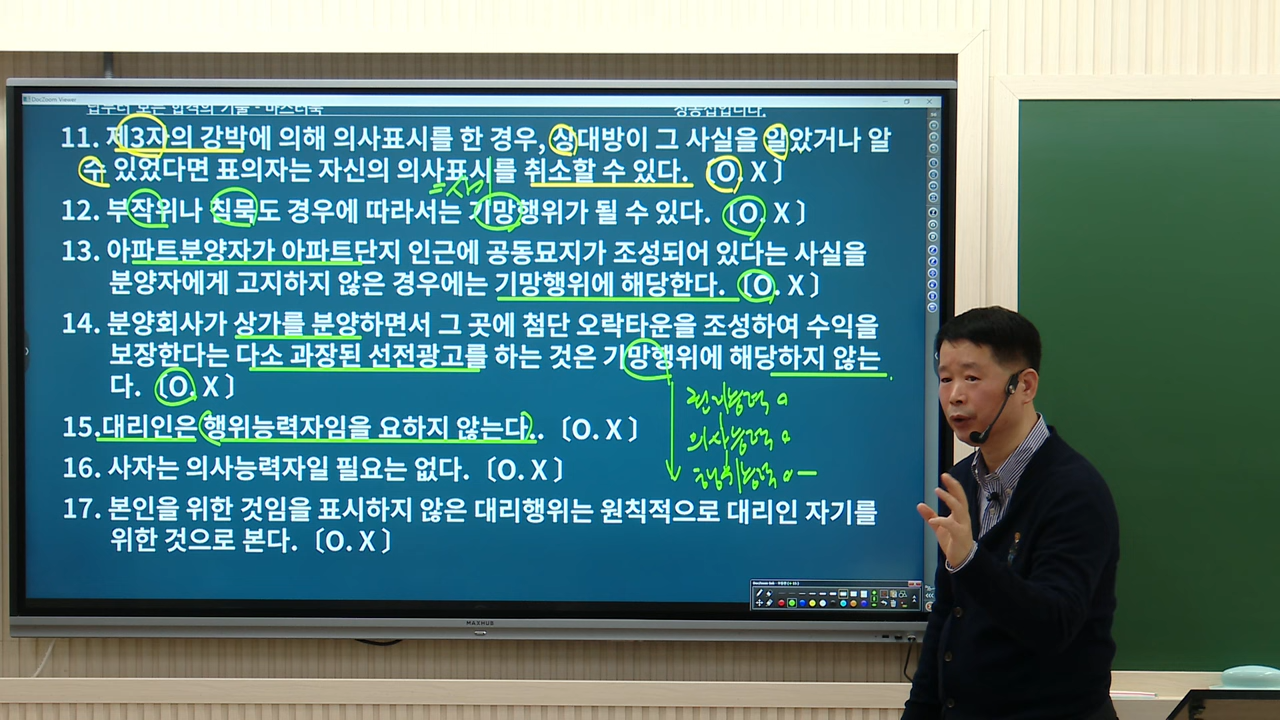 DocZoom Viewer
11. 제3자의 강박에 의해 의사표시를 한 경우, 상대방이 그 사실을 알았거나 알
수 있었다면 표의자는 자신의 의사표시를 취소할 수 있다. 〔O. X〕
12. 부작위나 침묵도 경우에 따라서는 기망행위가 될 수 있다. 〔O. X〕
13. 아파트분양자가 아파트단지 인근에 공동묘지가 조성되어 있다는 사실을
분양자에게 고지하지 않은 경우에는 기망행위에 해당한다. 〔O. X〕
14. 분양회사가 상가를 분양하면서 그 곳에 첨단 오락타운을 조성하여 수익을
보장한다는 다소 과장된 선전광고를 하는 것은 기망행위에 해당하지 않는
다. 〔O. X〕
권리능력 o
15.대리인은 행위능력자임을 요하지 않는다.. 〔O. X〕
의사능력 o
16. 사자는 의사능력자일 필요는 없다. 〔O. X〕
행위능력 o
17. 본인을 위한 것임을 표시하지 않은 대리행위는 원칙적으로 대리인 자기를
위한 것으로 본다. 〔O. X〕
MAXHUB